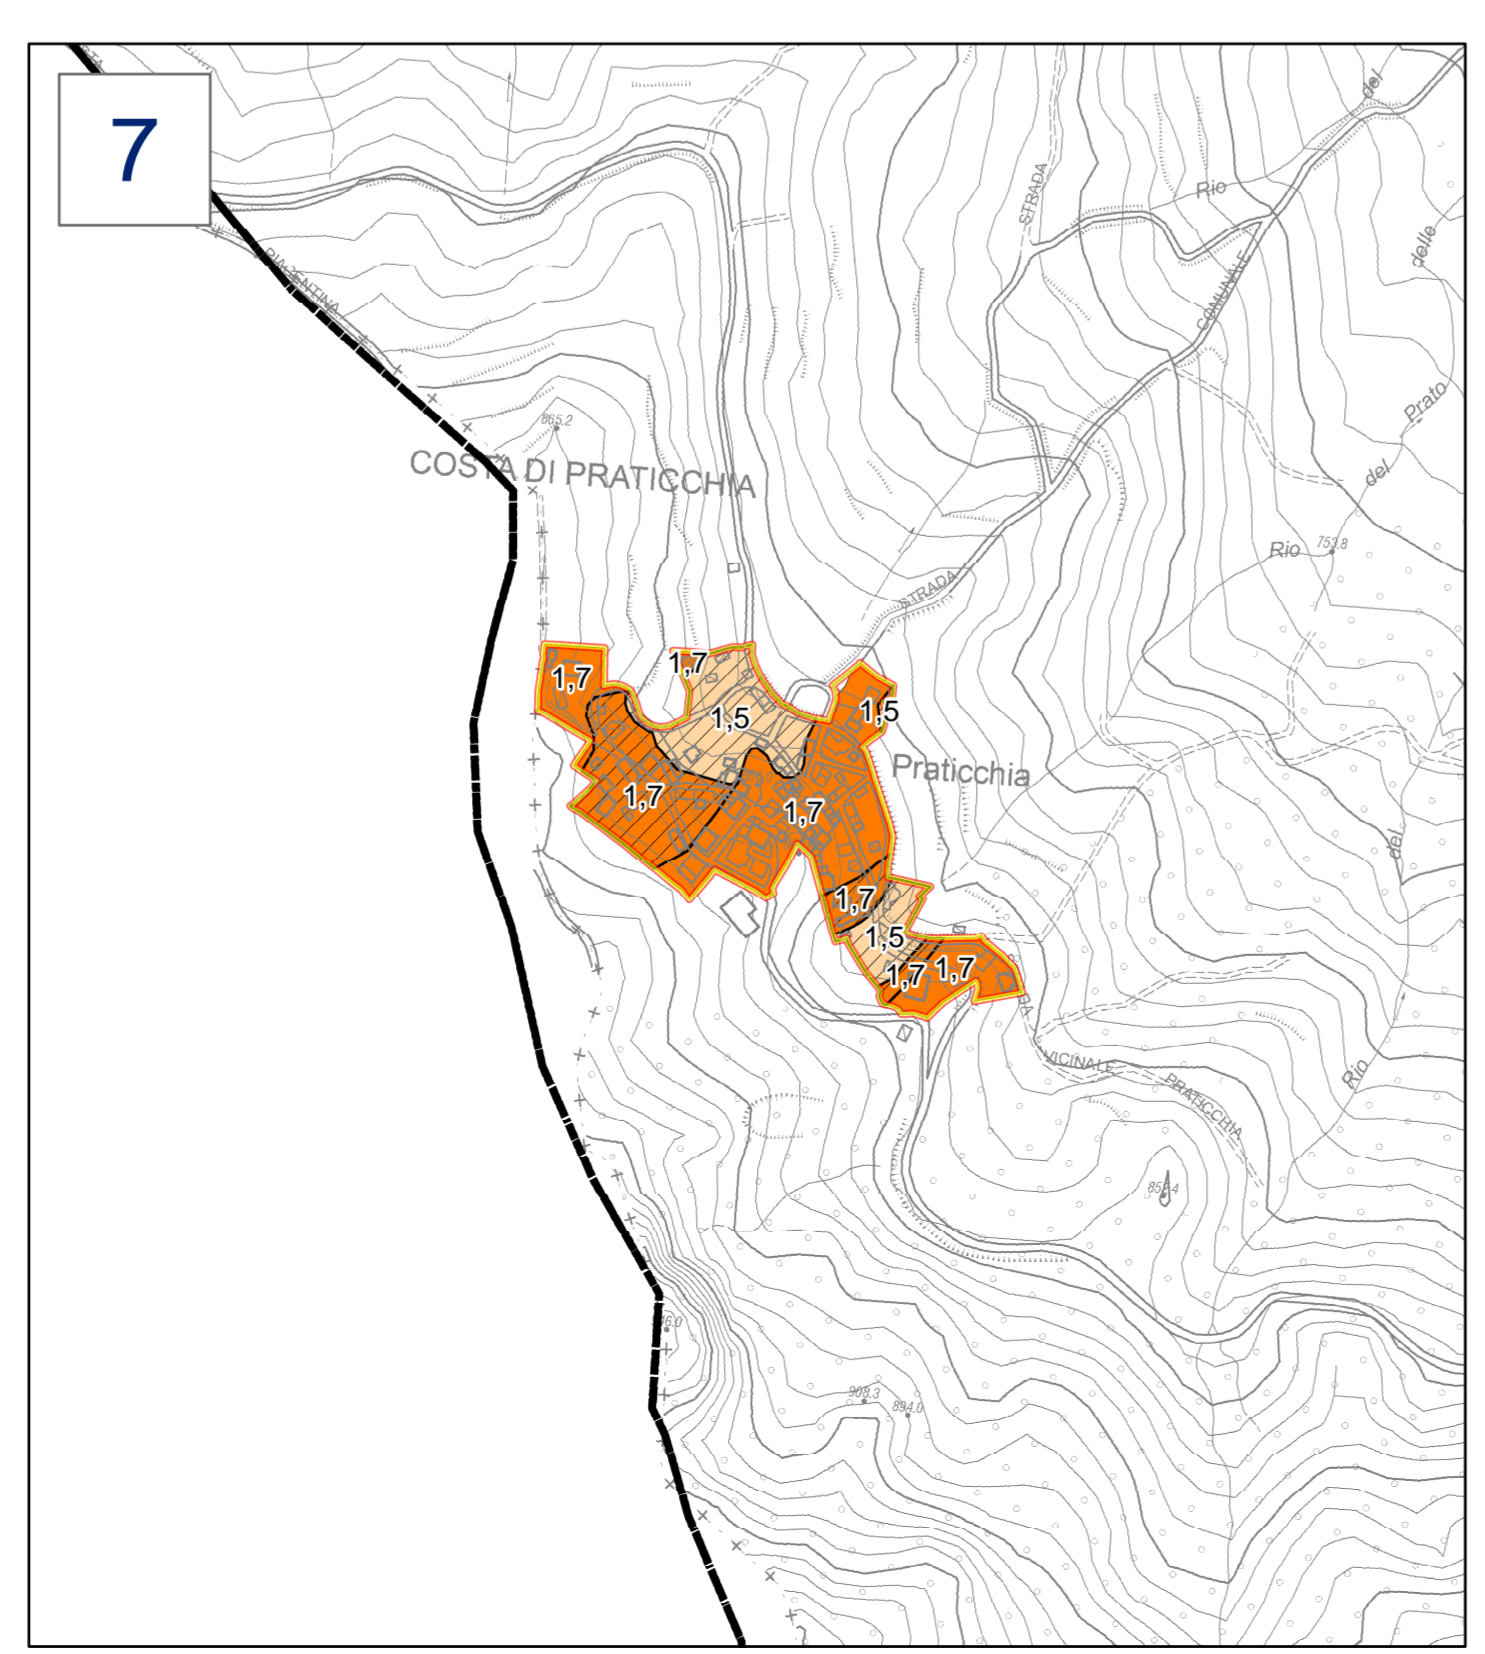 7
del
Rio
STRADA
delle
COMUNALE
PIACENTINA
Prato
865.2
COSTA DI PRATICCHIA
del
Rio
753.8
STRADA
1,7
1,7
1,5
1,5
Praticchia
1,7
1,7
del
1,7
1,5
1,7
1,7
VICINALE
Rio
PRATICCHIA
908.3
894.0